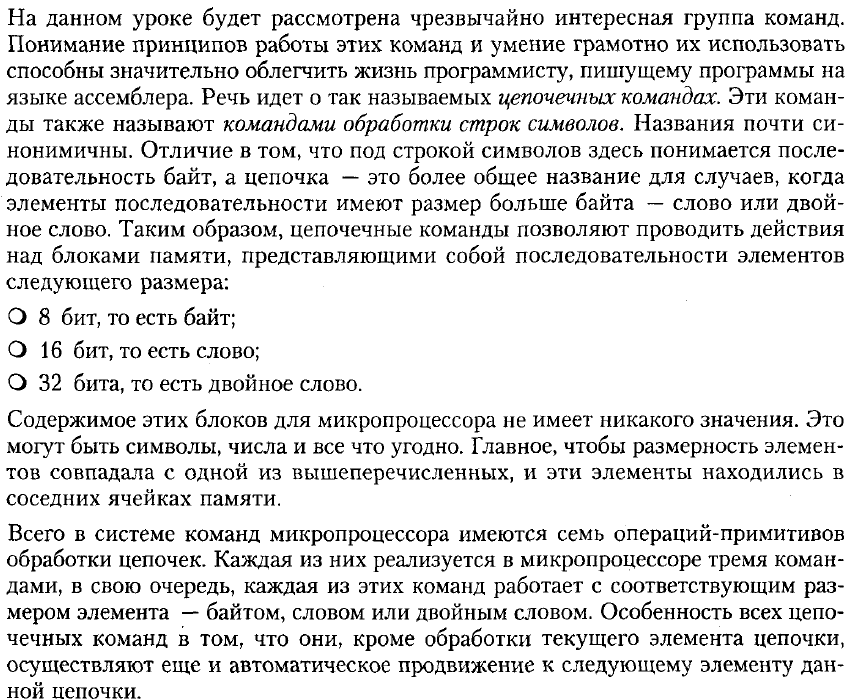 На данном уроке будет рассмотрена чрезвычайно интересная группа команд.
Понимание принципов работы этих команд и умение грамотно их использовать
способны значительно облегчить жизнь программисту, пишущему программы на
языке ассемблера. Речь идет о так называемых цепочечных командах. Эти коман-
ды также называют командами обработки строк символов. Названия почти си-
нонимичны. Отличие в том, что под строкой символов здесь понимается после-
довательность байт, а цепочка — это более общее название для случаев, когда
элементы последовательности имеют размер больше байта — слово или двой-
ное слово. Таким образом, цепочечные команды позволяют проводить действия
над блоками памяти, представляющими собой последовательности элементов
следующего размера:
❍ 8 бит, то есть байт;
❍ 16 бит, то есть слово;
❍ 32 бита, то есть двойное слово.
Содержимое этих блоков для микропроцессора не имеет никакого значения. Это
могут быть символы, числа и все что угодно. Главное, чтобы размерность элемен-
тов совпадала с одной из вышеперечисленных, и эти элементы находились в
соседних ячейках памяти.
Всего в системе команд микропроцессора имеются семь операций-примитивов
обработки цепочек. Каждая из них реализуется в микропроцессоре тремя коман-
дами, в свою очередь, каждая из этих команд работает с соответствующим раз-
мером элемента — байтом, словом или двойным словом. Особенность всех цепо-
чечных команд в том, что они, кроме обработки текущего элемента цепочки,
осуществляют еще и автоматическое продвижение к следующему элементу дан-
ной цепочки.